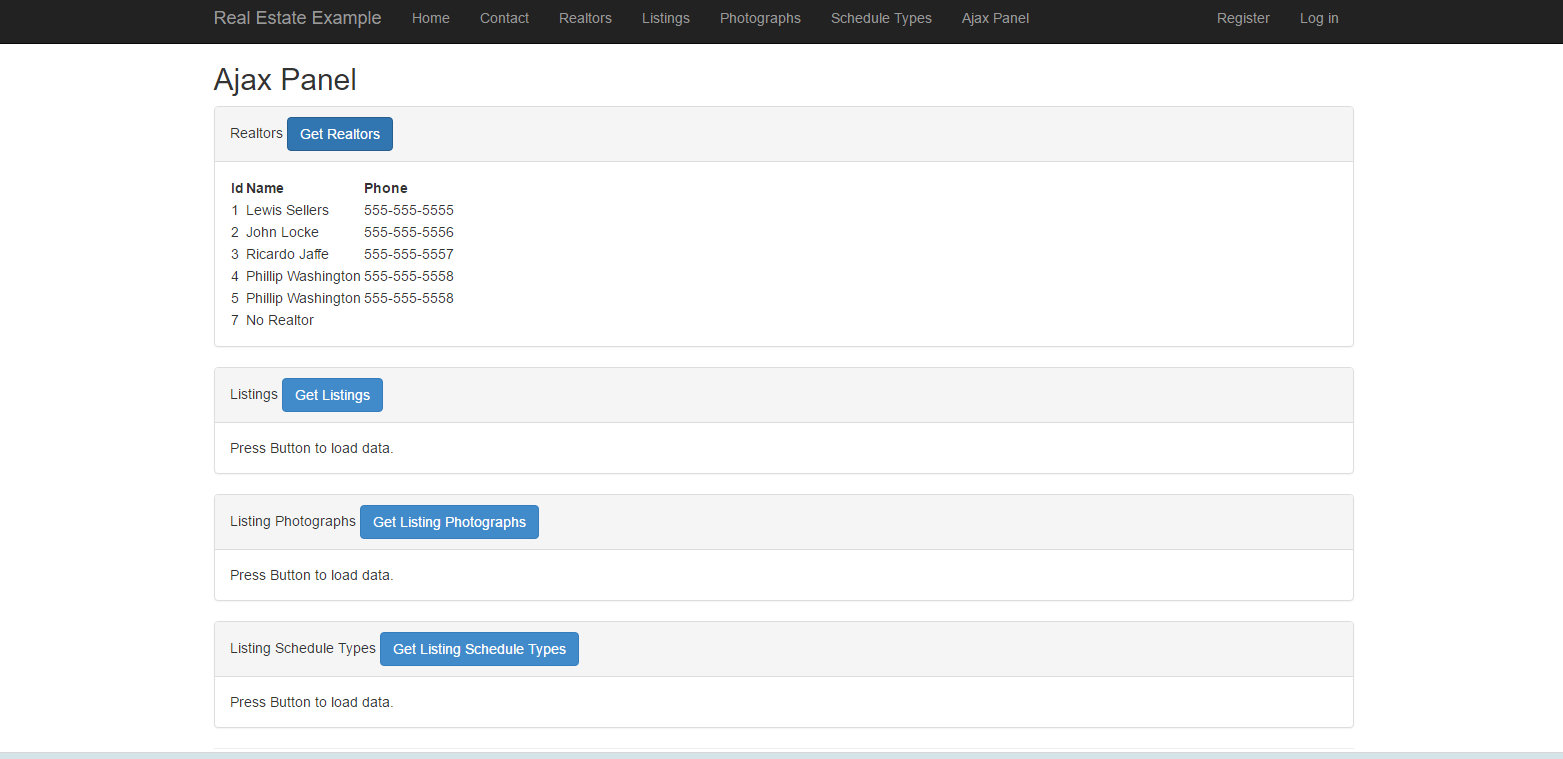 Real Estate Example Home Contact Realtors Listings Photographs Schedule Types Ajax Panel Register Log in
Ajax Panel
Realtors Get Realtors
Id Name Phone
1 Lewis Sellers 555-555-5555
2 John Locke 555-555-5556
3 Ricardo Jaffe 555-555-5557
4 Phillip Washington 555-555-5558
5 Phillip Washington 555-555-5558
7 No Realtor
Listings Get Listings
Press Button to load data.
Listing Photographs Get Listing Photographs
Press Button to load data.
Listing Schedule Types Get Listing Schedule Types
Press Button to load data.